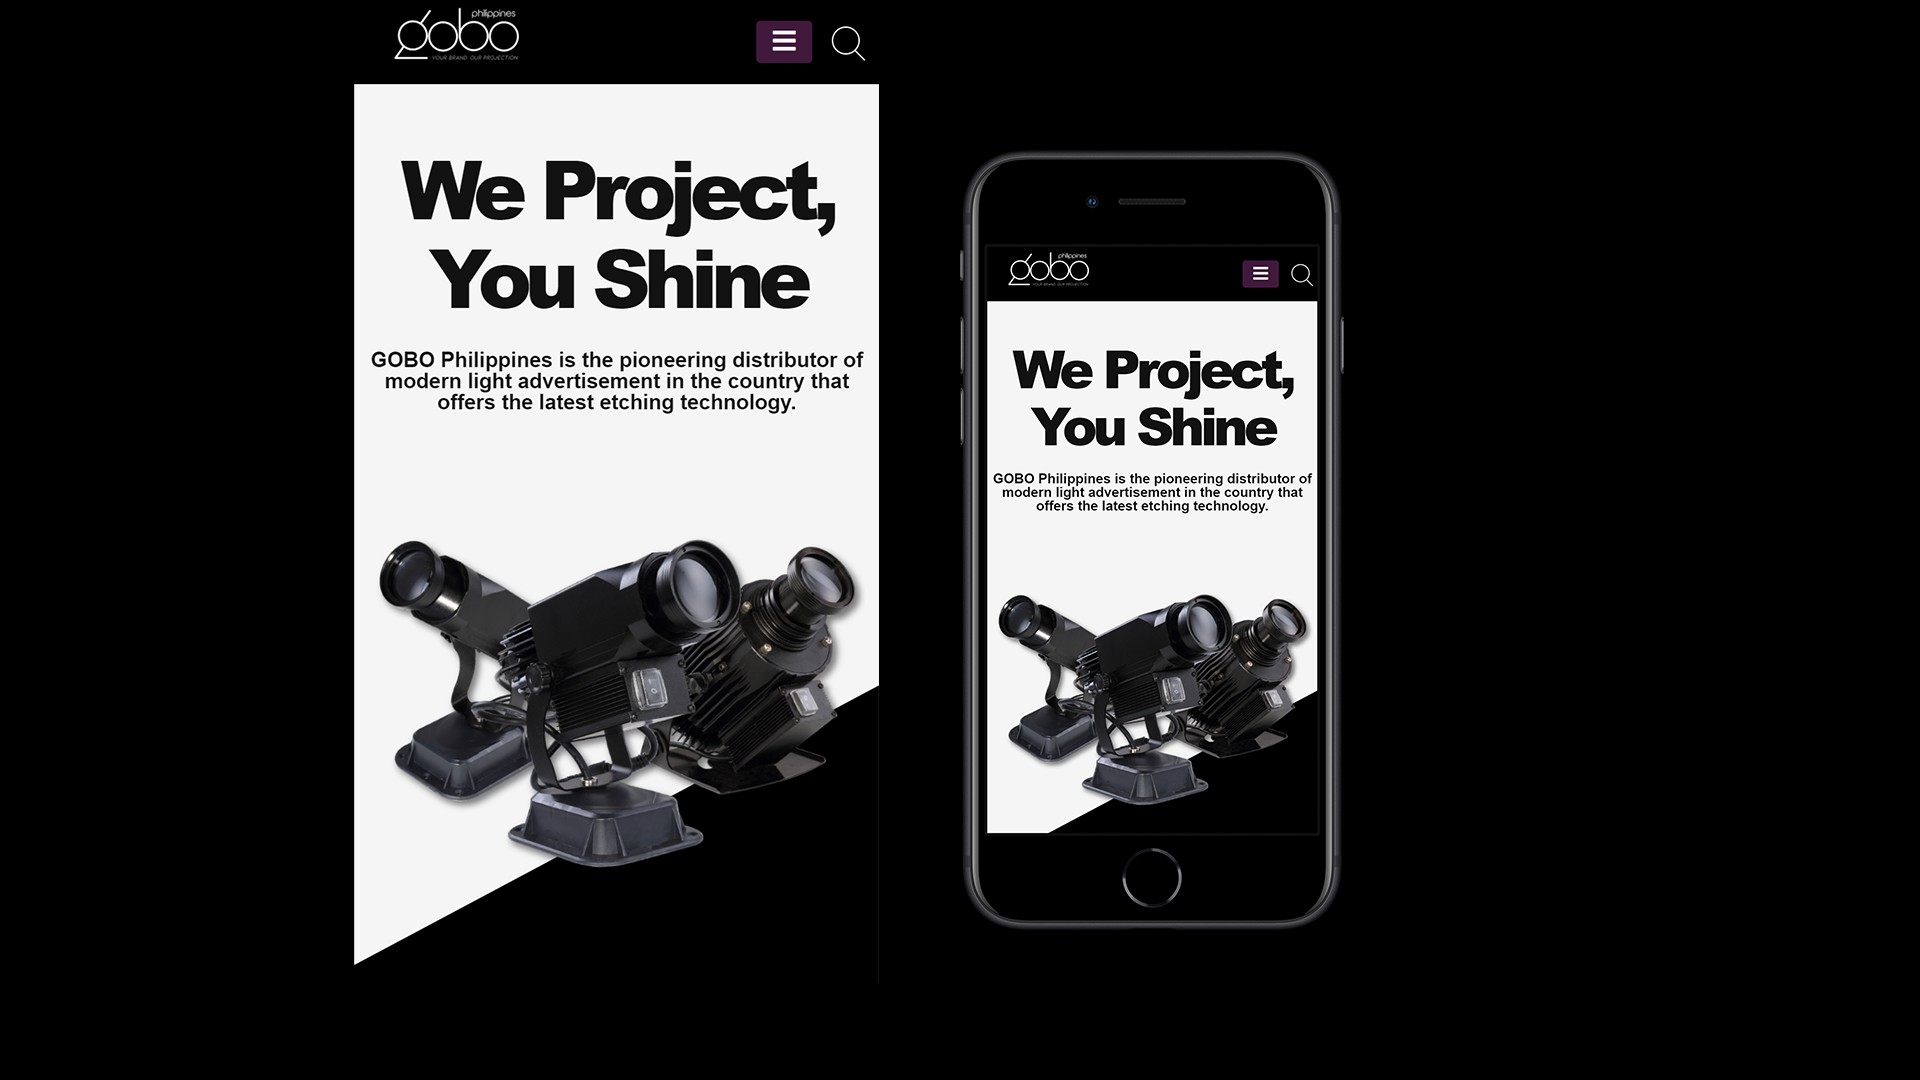 philippines
gobo
YOUR BRAND. OUR PROJECTION
We Project,
You Shine
GOBO Philippines is the pioneering distributor of
modern light advertisement in the country that
offers the latest etching technology.
philippines
gobo
YOUR BRAND. OUR PROJECTION
We Project,
You Shine
GOBO Philippines is the pioneering distributor of
modern light advertisement in the country that
offers the latest etching technology.